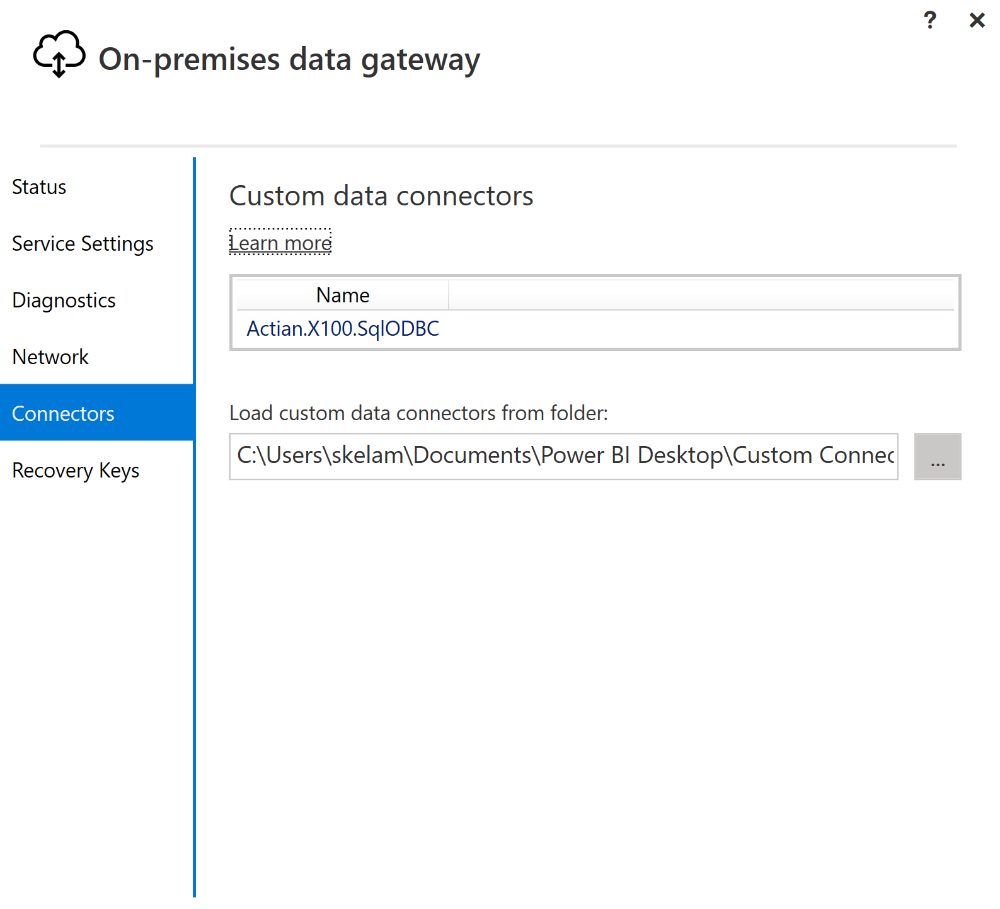 ? ×
On-premises data gateway
Status
Service Settings
Diagnostics
Network
Connectors
Recovery Keys
Custom data connectors
Learn more
Name
Actian.X100.SqlODBC
Load custom data connectors from folder:
C:\Users\skelam\Documents\Power BI Desktop\Custom Connec
...